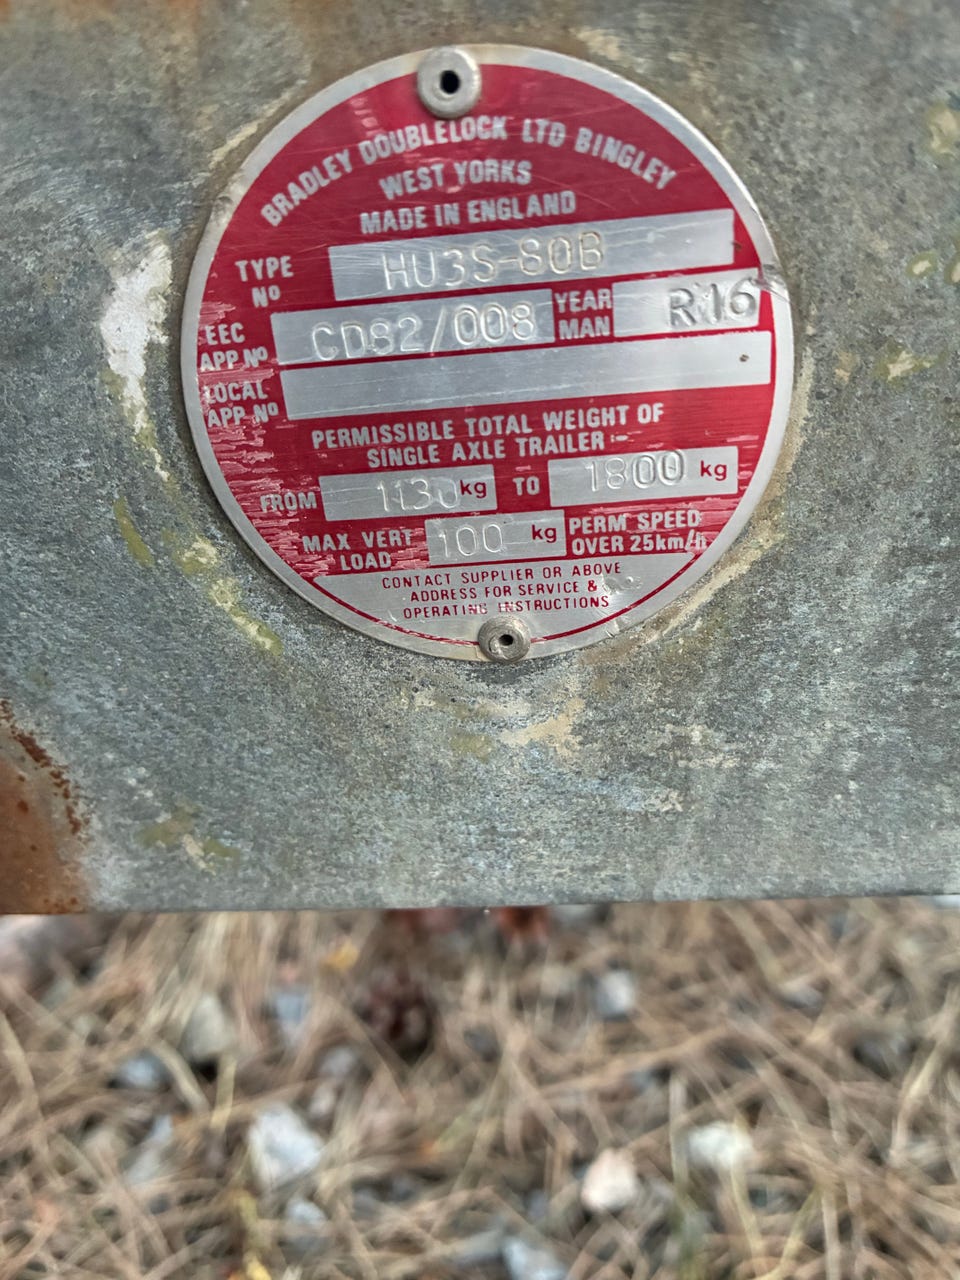 BRADLEY DOUBLELOCK LTD BINGLEY
WEST YORKS
MADE IN ENGLAND
TYPE No HU3S-80B
EEC APP. No CD82/008 YEAR MAN R16
LOCAL APP. No
PERMISSIBLE TOTAL WEIGHT OF
SINGLE AXLE TRAILER :-
FROM 1130 kg TO 1800 kg
MAX VERT LOAD 100 kg PERM SPEED OVER 25km/h
CONTACT SUPPLIER OR ABOVE
ADDRESS FOR SERVICE &
OPERATING INSTRUCTIONS